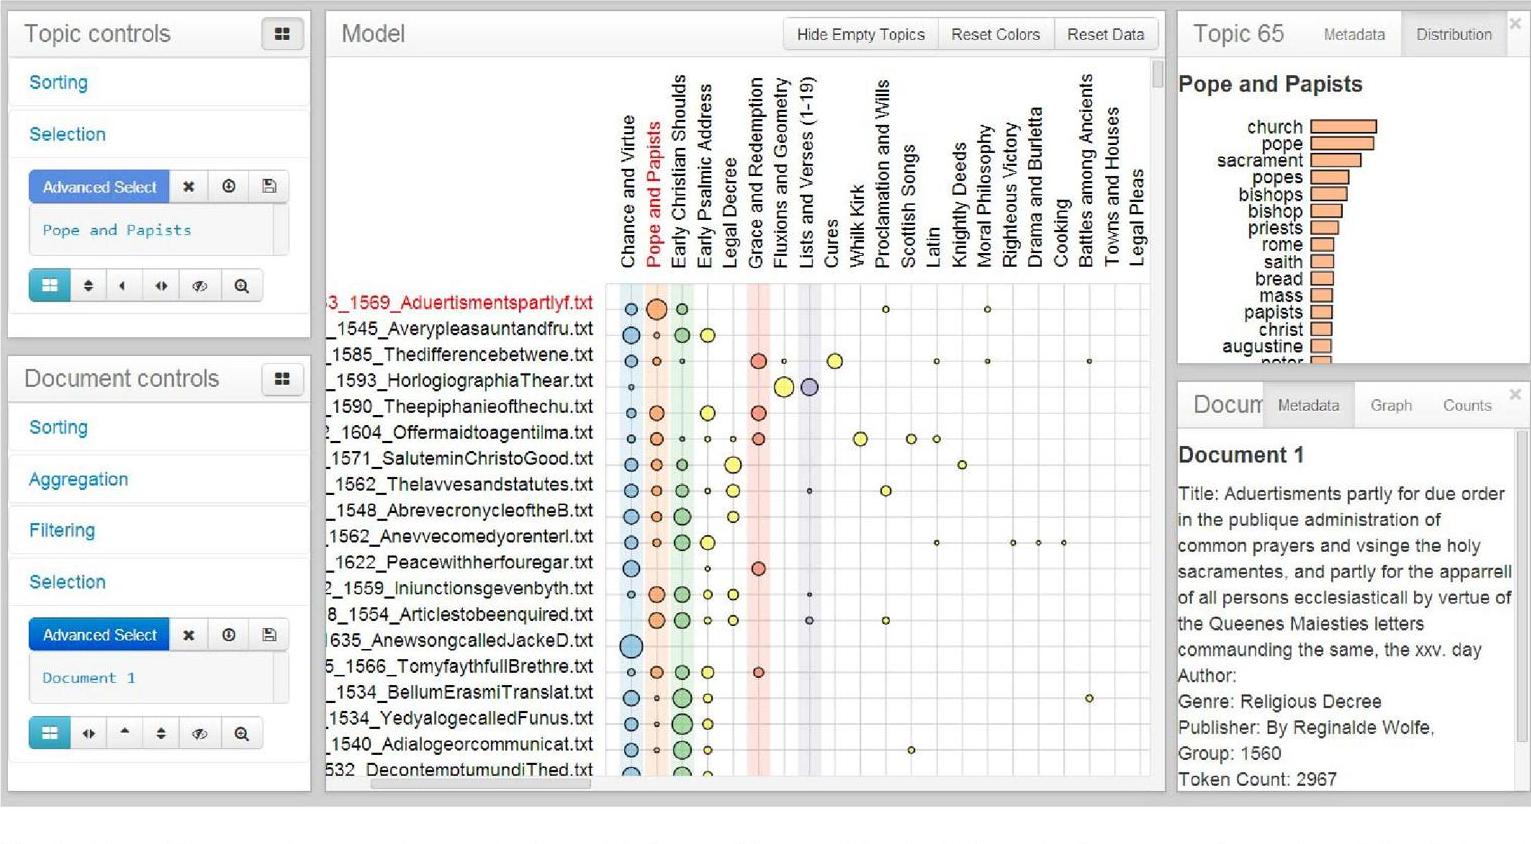 Topic controls
Sorting
Selection
Advanced Select
Pope and Papists
Document controls
Sorting
Aggregation
Filtering
Selection
Advanced Select
Document 1
Model
Hide Empty Topics
Reset Colors
Reset Data
Chance and Virtue
Pope and Papists
Early Christian Shoulds
Early Psalmic Address
Legal Decree
Grace and Redemption
Fluxions and Geometry
Lists and Verses (1-19)
Cures
Whilk Kirk
Proclamation and Wills
Scottish Songs
Latin
Knightly Deeds
Moral Philosophy
Righteous Victory
Drama and Burletta
Cooking
Battles among Ancients
Towns and Houses
Legal Pleas
3_1569_Aduertismentspartlyf.txt
_1545_Averypleasauntandfru.txt
_1585_Thedifferencebetwene.txt
_1593_HorlogiographiaThear.txt
_1590_Theepiphanieofthechu.txt
2_1604_Offermaidtoagentilma.txt
_1571_SaluteminChristoGood.txt
_1562_Thelavvesandstatutes.txt
_1548_AbrevecronycleoftheB.txt
_1562_Anevvecomedyorenterl.txt
_1622_Peacewithherfouregar.txt
2_1559_Iniunctionsgevenbyth.txt
8_1554_Articlestobeenquired.txt
1635_AnewsongcalledJackeD.txt
5_1566_TomyfaythfullBrethre.txt
_1534_BellumErasmiTranslat.txt
_1534_YedyalogecalledFunus.txt
_1540_Adialogeorcommunicat.txt
532_DecontemptumundiThed.txt
Topic 65
Metadata
Distribution
Pope and Papists
church
pope
sacrament
popes
bishops
bishop
priests
rome
saith
bread
mass
papists
christ
augustine
peter
Docum
Metadata
Graph
Counts
Document 1
Title: Aduertisments partly for due order
in the publique administration of
common prayers and vsinge the holy
sacramentes, and partly for the apparrell
of all persons ecclesiasticall by vertue of
the Queenes Maiesties letters
commaunding the same, the xxv. day
Author:
Genre: Religious Decree
Publisher: By Reginalde Wolfe,
Group: 1560
Token Count: 2967